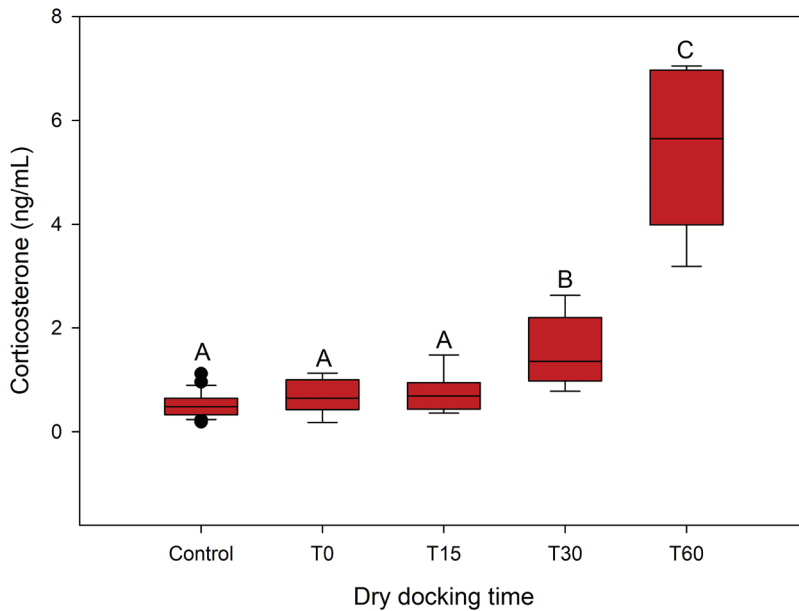 8
C
6
Corticosterone (ng/mL)
4
B
2
A
A
A
0
Control T0 T15 T30 T60
Dry docking time